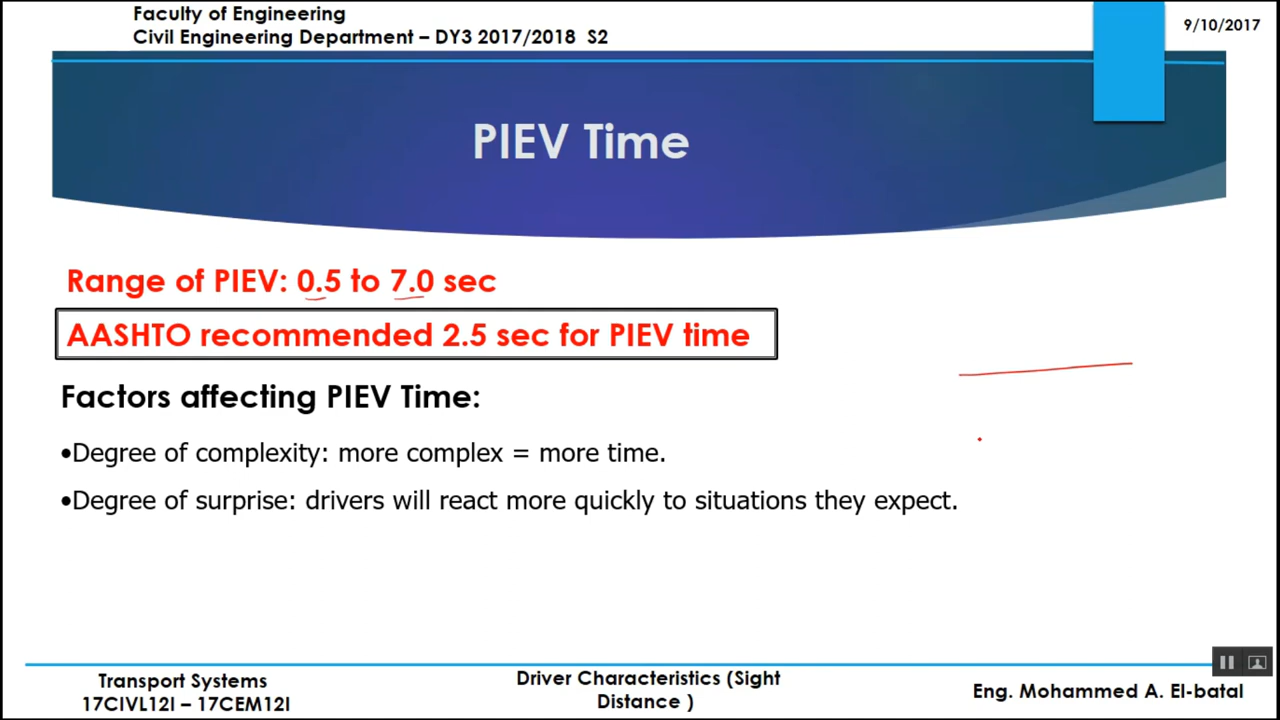 Faculty of Engineering
Civil Engineering Department – DY3 2017/2018 S2
9/10/2017
PIEV Time
Range of PIEV: 0.5 to 7.0 sec
AASHTO recommended 2.5 sec for PIEV time
Factors affecting PIEV Time:
•Degree of complexity: more complex = more time.
•Degree of surprise: drivers will react more quickly to situations they expect.
Transport Systems
17CIVL12I – 17CEM12I
Driver Characteristics (Sight
Distance )
Eng. Mohammed A. El-batal